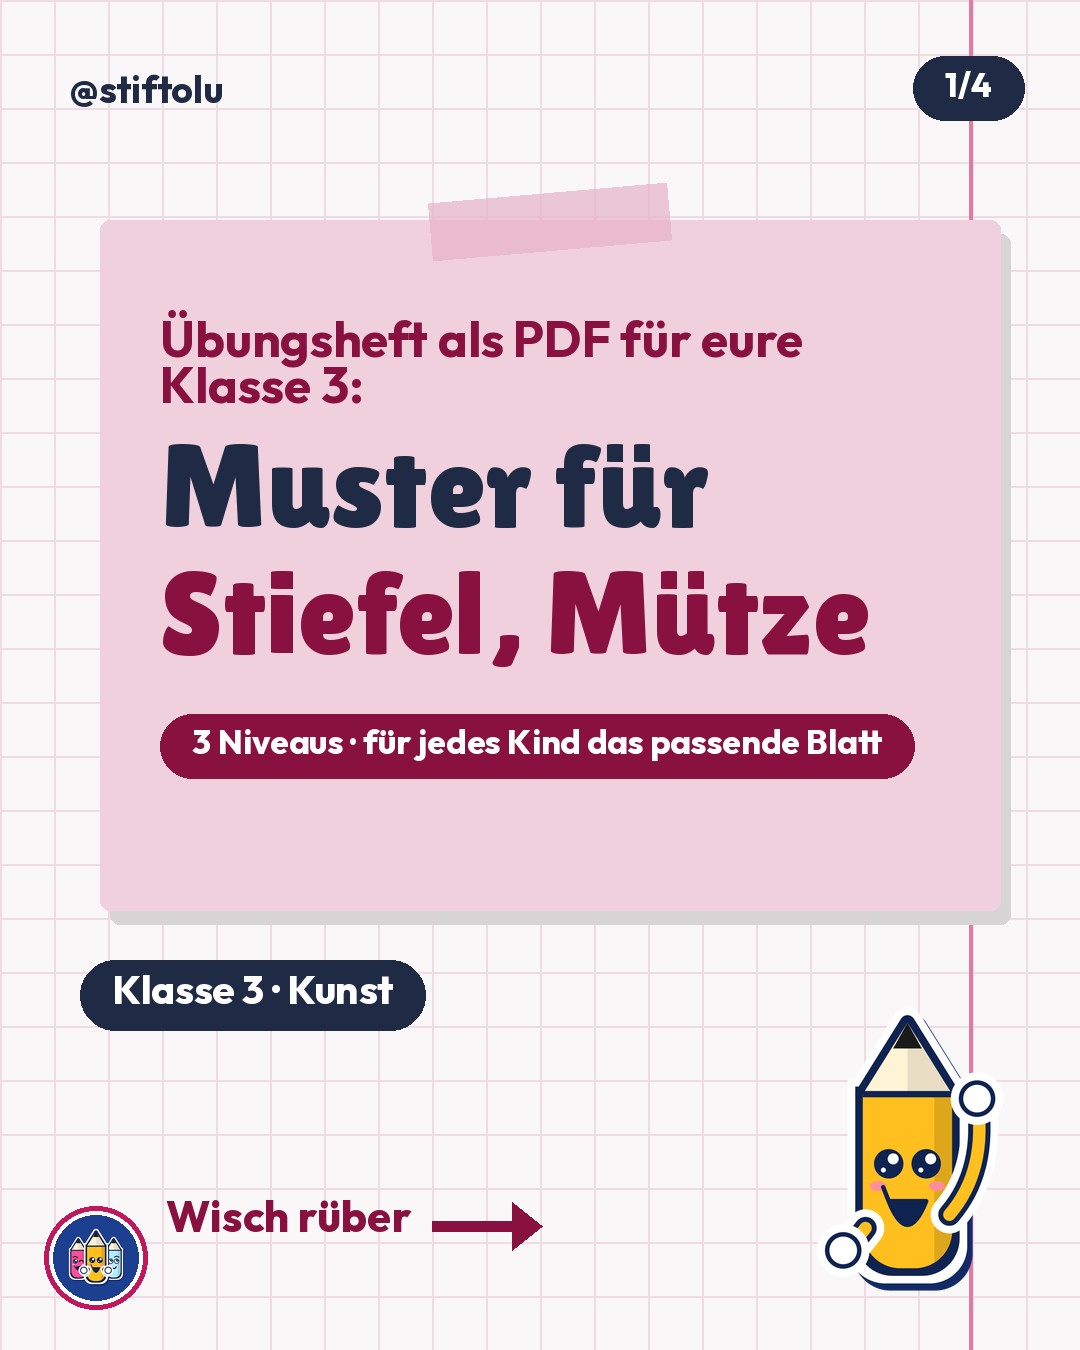 @stiftolu
1/4
Übungsheft als PDF für eure
Klasse 3:
Muster für
Stiefel, Mütze
3 Niveaus · für jedes Kind das passende Blatt
Klasse 3 · Kunst
Wisch rüber